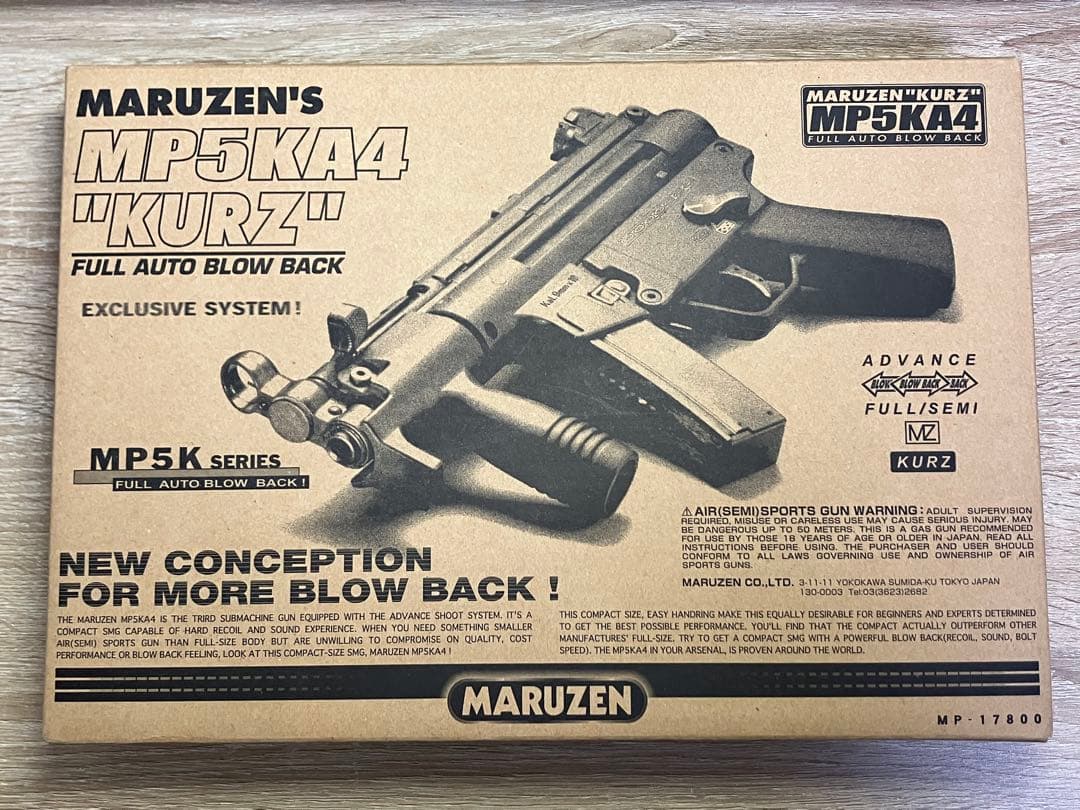 MARUZEN'S
MP5KA4
"KURZ"
FULL AUTO BLOW BACK
EXCLUSIVE SYSTEM!
MARUZEN"KURZ"
MP5KA4
FULL AUTO BLOW BACK
Kal. 9mm x 19
ADVANCE
BLOW BACK
FULL/SEMI
MZ
KURZ
MP5K SERIES
FULL AUTO BLOW BACK!
⚠ AIR(SEMI)SPORTS GUN WARNING : ADULT SUPERVISION
REQUIRED. MISUSE OR CARELESS USE MAY CAUSE SERIOUS INJURY. MAY
BE DANGEROUS UP TO 50 METERS. THIS IS A GAS GUN RECOMMENDED
FOR USE BY THOSE 18 YEARS OF AGE OR OLDER IN JAPAN. READ ALL
INSTRUCTIONS BEFORE USING. THE PURCHASER AND USER SHOULD
CONFORM TO ALL LAWS GOVERNING USE AND OWNERSHIP OF AIR
SPORTS GUNS.
MARUZEN CO.,LTD. 3-11-11 YOKOKAWA SUMIDA-KU TOKYO JAPAN
130-0003 Tel:03(3623)2682
NEW CONCEPTION
FOR MORE BLOW BACK !
THE MARUZEN MP5KA4 IS THE TRIRD SUBMACHINE GUN EQUIPPED WITH THE ADVANCE SHOOT SYSTEM. IT'S A
COMPACT SMG CAPABLE OF HARD RECOIL AND SOUND EXPERIENCE. WHEN YOU NEED SOMETHING SMALLER
AIR(SEMI) SPORTS GUN THAN FULL-SIZE BODY BUT ARE UNWILLING TO COMPROMISE ON QUALITY, COST
PERFORMANCE OR BLOW BACK FEELING, LOOK AT THIS COMPACT-SIZE SMG, MARUZEN MP5KA4 !
THIS COMPACT SIZE, EASY HANDRING MAKE THIS EQUALLY DESIRABLE FOR BEGINNERS AND EXPERTS DETERMINED
TO GET THE BEST POSSIBLE PERFORMANCE. YOU'LL FIND THAT THE COMPACT ACTUALLY OUTPERFORM OTHER
MANUFACTURES' FULL-SIZE. TRY TO GET A COMPACT SMG WITH A POWERFUL BLOW BACK(RECOIL, SOUND, BOLT
SPEED). THE MP5KA4 IN YOUR ARSENAL, IS PROVEN AROUND THE WORLD.
MARUZEN
MP-17800